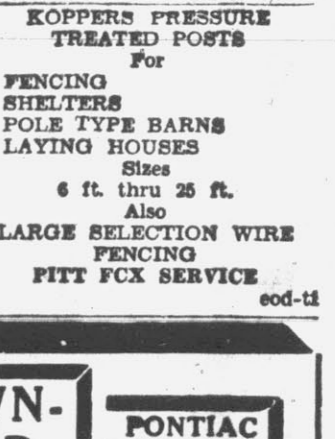 KOPPERS PRESSURE
TREATED POSTS
For
FENCING
SHELTERS
POLE TYPE BARNS
LAYING HOUSES
Sizes
6 ft. thru 25 ft.
Also
LARGE SELECTION WIRE
FENCING
PITT FCX SERVICE
eod-tf
WN-
PONTIAC